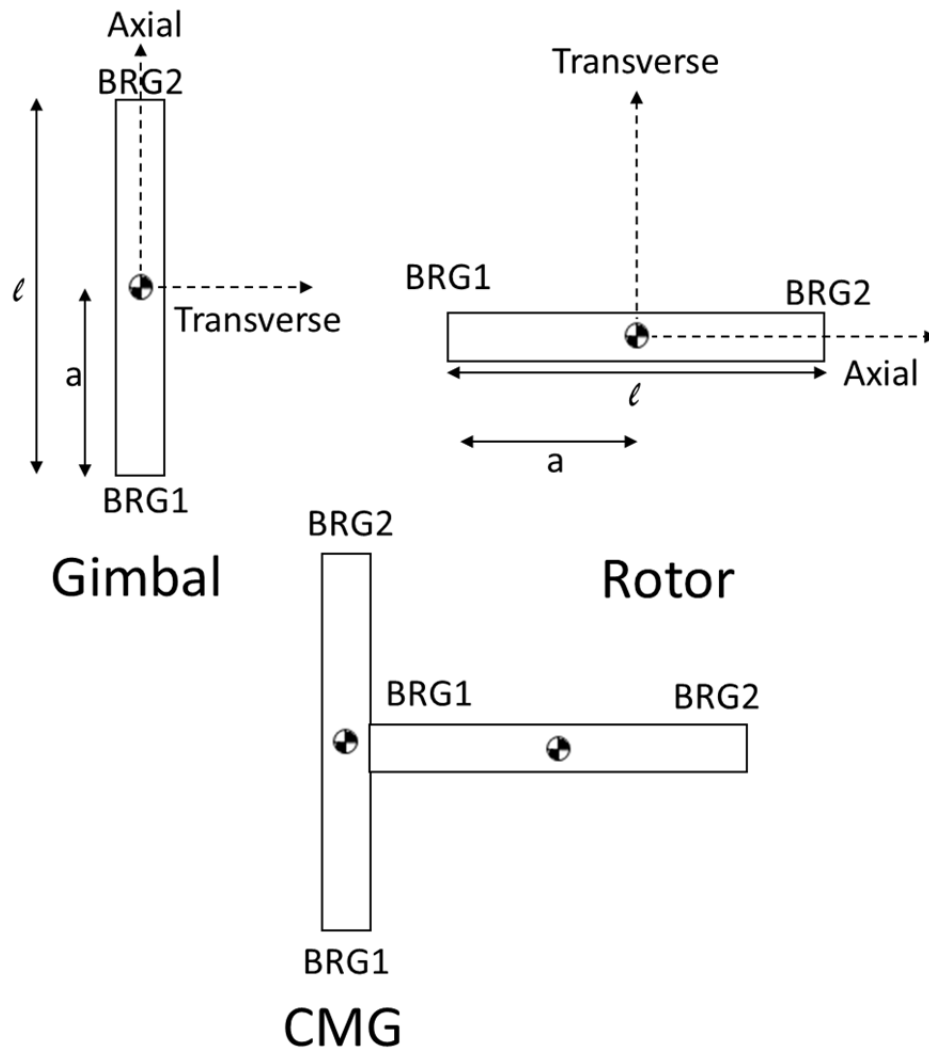 Axial
BRG2
ℓ
Transverse
a
BRG1
Gimbal
Transverse
BRG1
BRG2
ℓ
Axial
a
Rotor
BRG2
BRG1
BRG2
BRG1
CMG